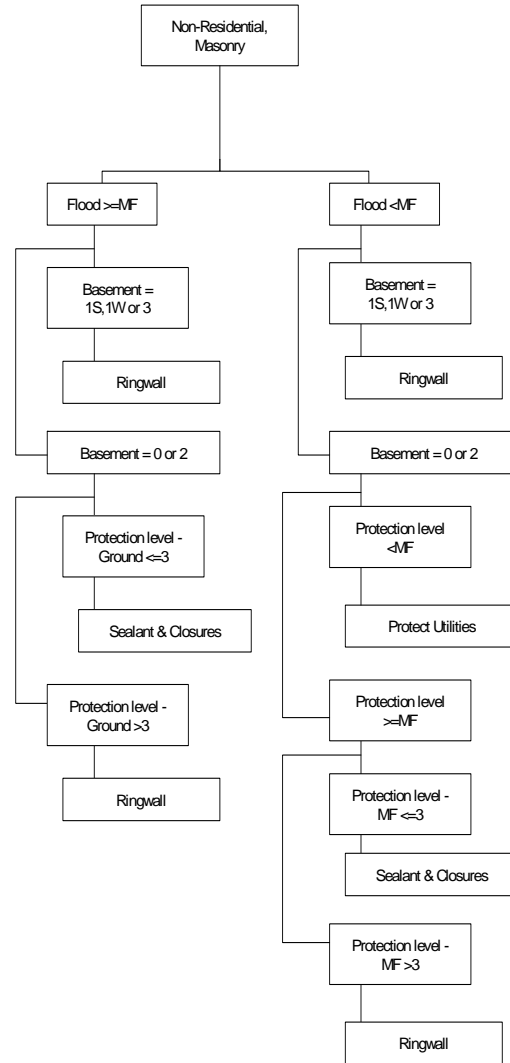 Non-Residential,
Masonry
Flood >=MF
Basement =
1S,1W or 3
Ringwall
Basement = 0 or 2
Protection level -
Ground <=3
Sealant & Closures
Protection level -
Ground >3
Ringwall
Flood <MF
Basement =
1S,1W or 3
Ringwall
Basement = 0 or 2
Protection level
<MF
Protect Utilities
Protection level
>=MF
Protection level -
MF <=3
Sealant & Closures
Protection level -
MF >3
Ringwall